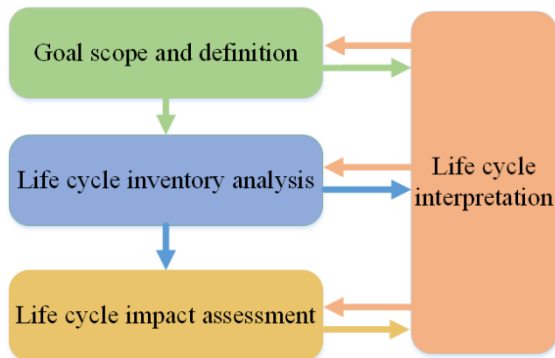 Goal scope and definition
Life cycle inventory analysis
Life cycle
interpretation
Life cycle impact assessment